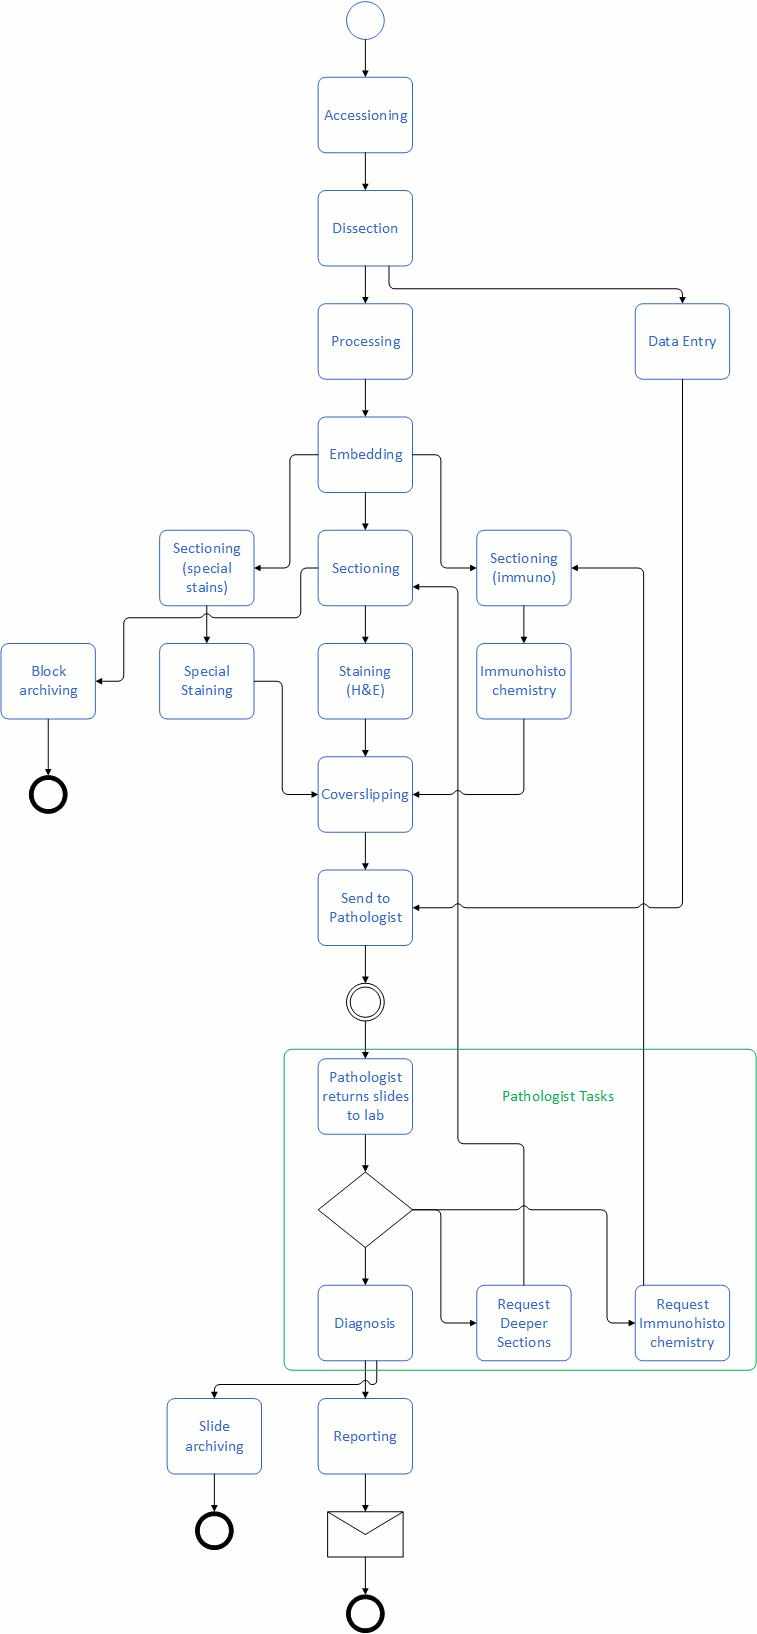 Accessioning
Dissection
Processing
Data Entry
Embedding
Sectioning
(special
stains)
Sectioning
Sectioning
(immuno)
Block
archiving
Special
Staining
Staining
(H&E)
Immunohisto
chemistry
Coverslipping
Send to
Pathologist
Pathologist
returns slides
to lab
Pathologist Tasks
Diagnosis
Request
Deeper
Sections
Request
Immunohisto
chemistry
Slide
archiving
Reporting